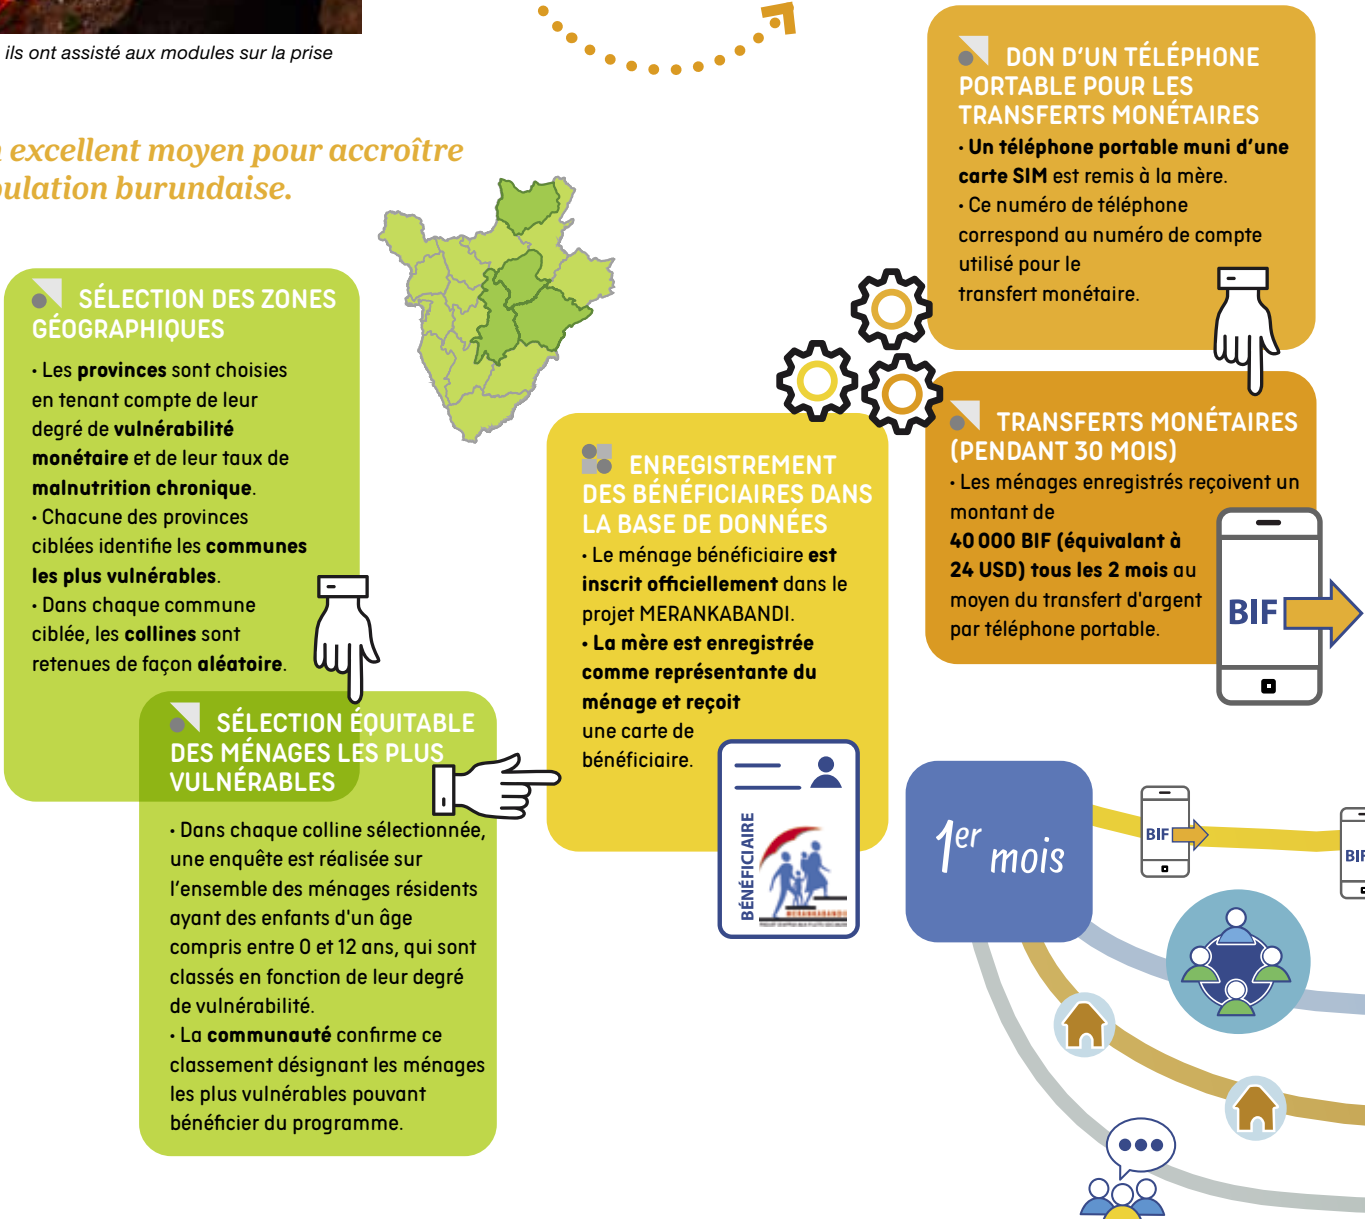 ils ont assisté aux modules sur la prise
excellent moyen pour accroître
pulation burundaise.
SÉLECTION DES ZONES
GÉOGRAPHIQUES
• Les provinces sont choisies
en tenant compte de leur
degré de vulnérabilité
monétaire et de leur taux de
malnutrition chronique.
• Chacune des provinces
ciblées identifie les communes
les plus vulnérables.
• Dans chaque commune
ciblée, les collines sont
retenues de façon aléatoire.
SÉLECTION ÉQUITABLE
DES MÉNAGES LES PLUS
VULNÉRABLES
• Dans chaque colline sélectionnée,
une enquête est réalisée sur
l'ensemble des ménages résidents
ayant des enfants d'un âge
compris entre 0 et 12 ans, qui sont
classés en fonction de leur degré
de vulnérabilité.
• La communauté confirme ce
classement désignant les ménages
les plus vulnérables pouvant
bénéficier du programme.
ENREGISTREMENT
DES BÉNÉFICIAIRES DANS
LA BASE DE DONNÉES
• Le ménage bénéficiaire est
inscrit officiellement dans le
projet MERANKABANDI.
• La mère est enregistrée
comme représentante du
ménage et reçoit
une carte de
bénéficiaire.
BÉNÉFICIAIRE
MERANKABANDI
DON D'UN TÉLÉPHONE
PORTABLE POUR LES
TRANSFERTS MONÉTAIRES
• Un téléphone portable muni d'une
carte SIM est remis à la mère.
• Ce numéro de téléphone
correspond au numéro de compte
utilisé pour le
transfert monétaire.
TRANSFERTS MONÉTAIRES
(PENDANT 30 MOIS)
• Les ménages enregistrés reçoivent un
montant de
40 000 BIF (équivalant à
24 USD) tous les 2 mois au
moyen du transfert d'argent
par téléphone portable.
BIF
1er mois
BIF
BIF